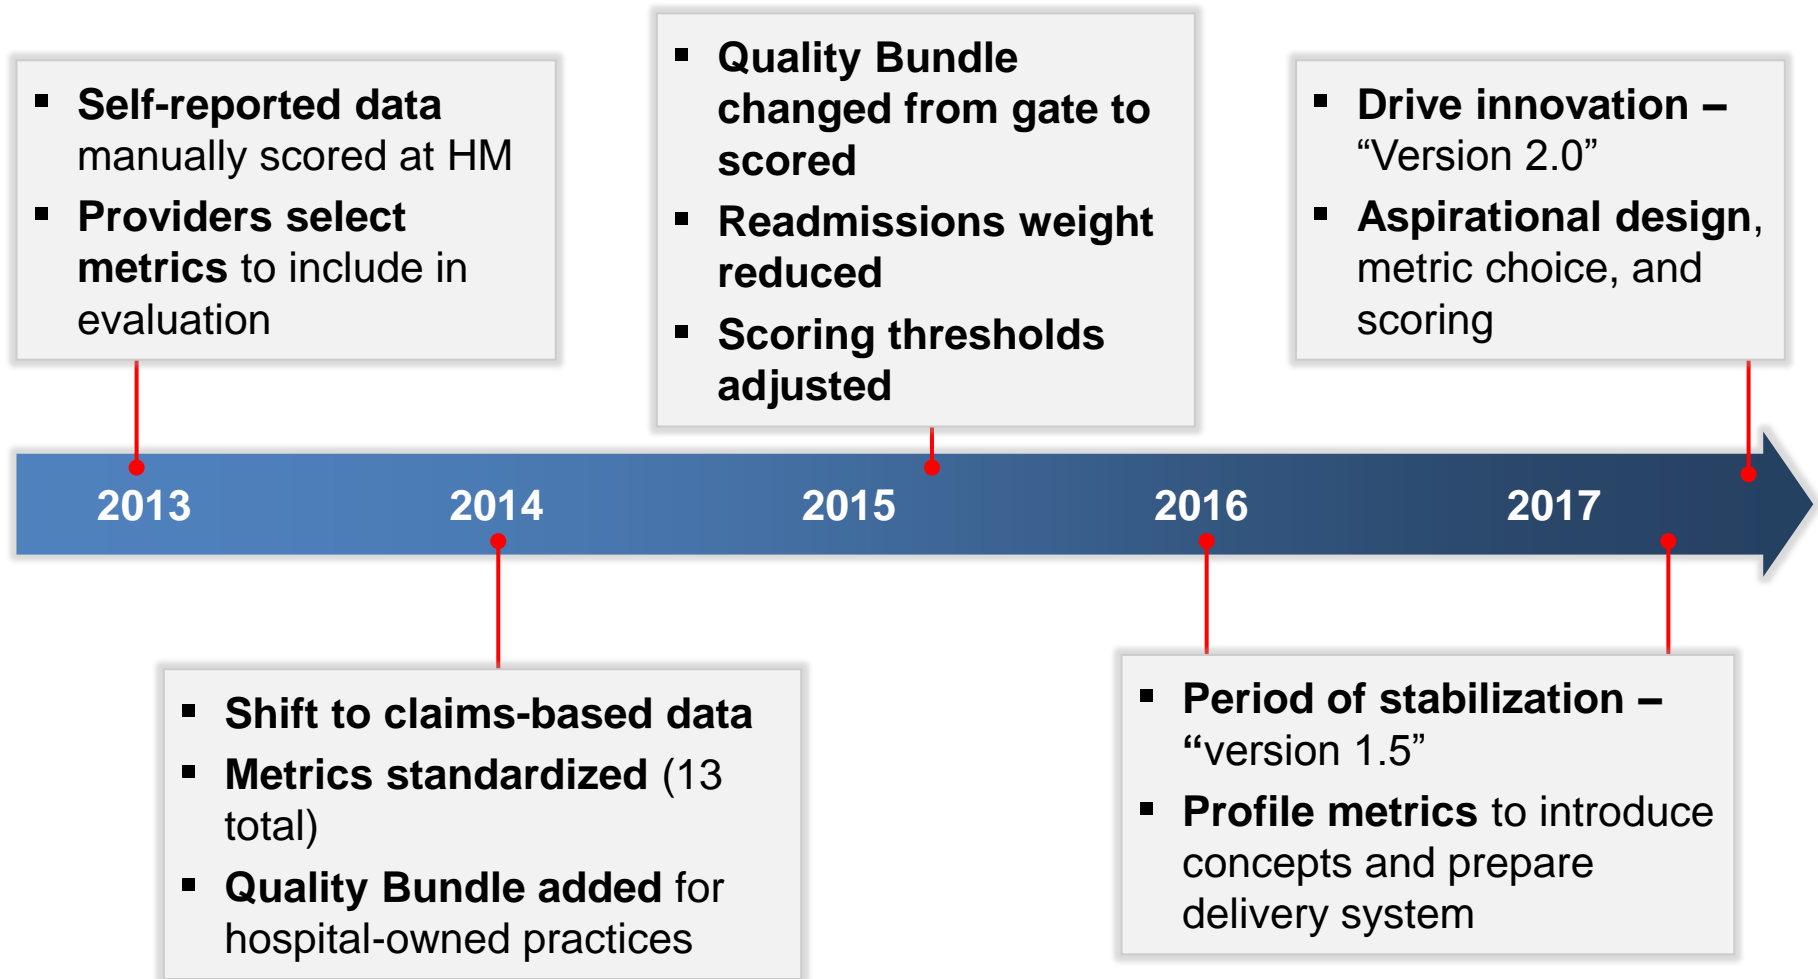 ▪ Self-reported data
manually scored at HM
▪ Providers select
metrics to include in
evaluation
▪ Quality Bundle
changed from gate to
scored
▪ Readmissions weight
reduced
▪ Scoring thresholds
adjusted
▪ Drive innovation –
“Version 2.0”
▪ Aspirational design,
metric choice, and
scoring
2013 2014 2015 2016 2017
▪ Shift to claims-based data
▪ Metrics standardized (13
total)
▪ Quality Bundle added for
hospital-owned practices
▪ Period of stabilization –
“version 1.5”
▪ Profile metrics to introduce
concepts and prepare
delivery system